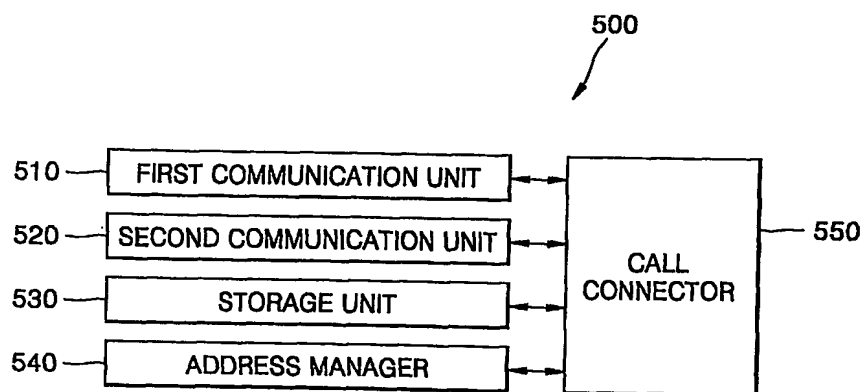 500
510 FIRST COMMUNICATION UNIT
520 SECOND COMMUNICATION UNIT
550
CALL
CONNECTOR
530 STORAGE UNIT
540 ADDRESS MANAGER